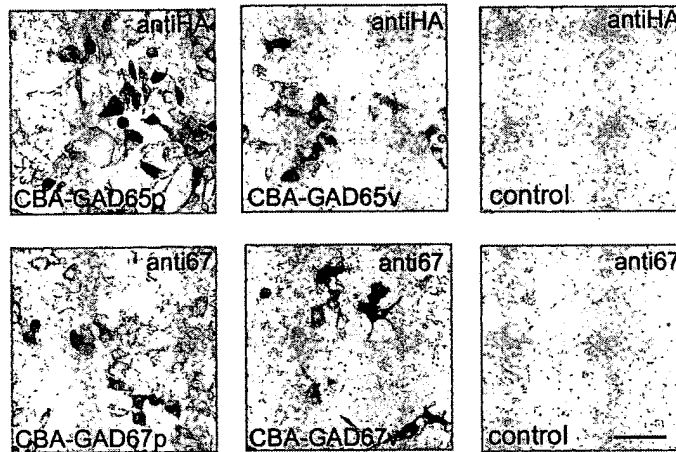 antiHA
CBA-GAD65p
antiHA
CBA-GAD65v
antiHA
control
anti67
CBA-GAD67p
anti67
CBA-GAD67v
anti67
control